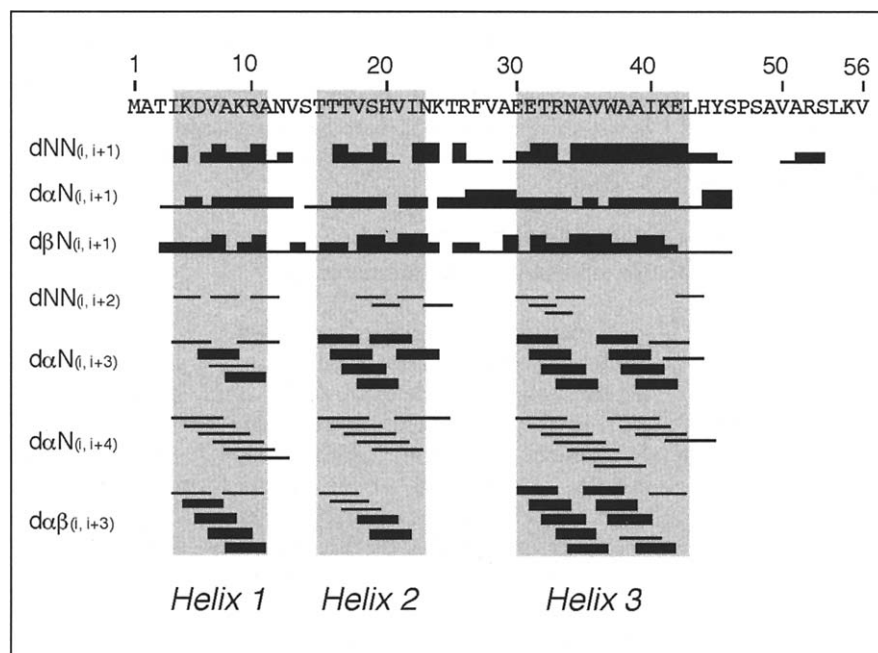 1 10 20 30 40 50 56
MATIKDVAKRANVSTTTVSHVINKTRFVAEETRNAVWAAIKELHYSPSAVARSLKV
dNN(i, i+1)
dαN(i, i+1)
dβN(i, i+1)
dNN(i, i+2)
dαN(i, i+3)
dαN(i, i+4)
dαβ(i, i+3)
Helix 1 Helix 2 Helix 3